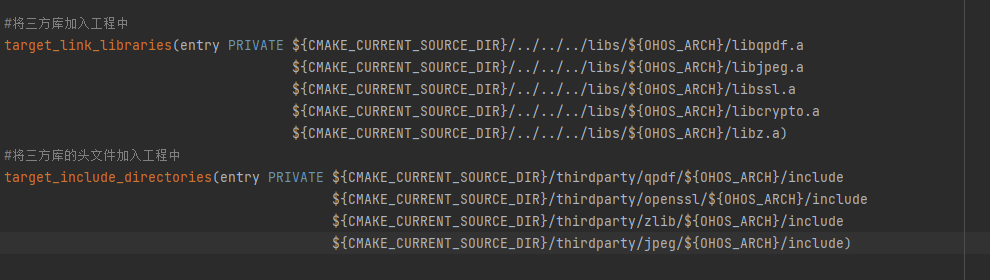 #将三方库加入工程中
target_link_libraries(entry PRIVATE ${CMAKE_CURRENT_SOURCE_DIR}/../../../libs/${OHOS_ARCH}/libqpdf.a
${CMAKE_CURRENT_SOURCE_DIR}/../../../libs/${OHOS_ARCH}/libjpeg.a
${CMAKE_CURRENT_SOURCE_DIR}/../../../libs/${OHOS_ARCH}/libssl.a
${CMAKE_CURRENT_SOURCE_DIR}/../../../libs/${OHOS_ARCH}/libcrypto.a
${CMAKE_CURRENT_SOURCE_DIR}/../../../libs/${OHOS_ARCH}/libz.a)
#将三方库的头文件加入工程中
target_include_directories(entry PRIVATE ${CMAKE_CURRENT_SOURCE_DIR}/thirdparty/qpdf/${OHOS_ARCH}/include
${CMAKE_CURRENT_SOURCE_DIR}/thirdparty/openssl/${OHOS_ARCH}/include
${CMAKE_CURRENT_SOURCE_DIR}/thirdparty/zlib/${OHOS_ARCH}/include
${CMAKE_CURRENT_SOURCE_DIR}/thirdparty/jpeg/${OHOS_ARCH}/include)